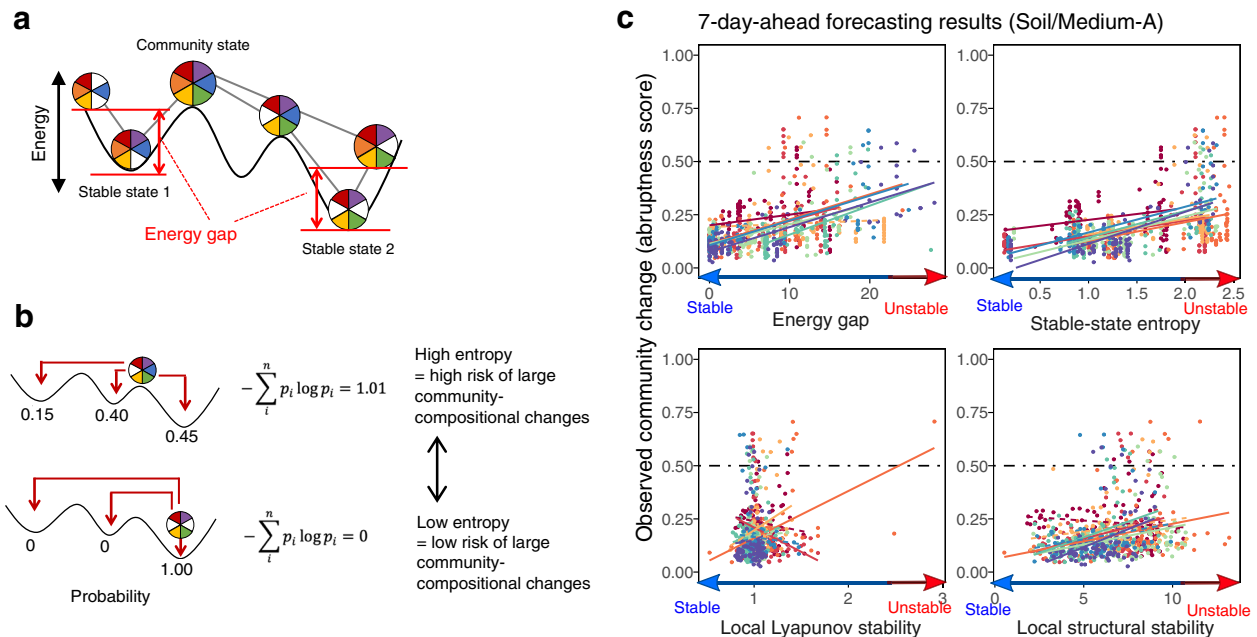 a
Community state
Energy
Stable state 1
Energy gap
Stable state 2
b
0.15
0.40
0.45
− ∑ⁿᵢ pᵢ log pᵢ = 1.01
High entropy
= high risk of large
community-
compositional changes
0
0
1.00
− ∑ⁿᵢ pᵢ log pᵢ = 0
Low entropy
= low risk of large
community-
compositional changes
Probability
c
7-day-ahead forecasting results (Soil/Medium-A)
Observed community change (abruptness score)
1.00
0.75
0.50
0.25
0.00
0 10 20
Stable Unstable
Energy gap
1.00
0.75
0.50
0.25
0.00
0.5 1.0 1.5 2.0 2.5
Stable Unstable
Stable-state entropy
1.00
0.75
0.50
0.25
0.00
1 2 3
Stable Unstable
Local Lyapunov stability
1.00
0.75
0.50
0.25
0.00
0 5 10
Stable Unstable
Local structural stability